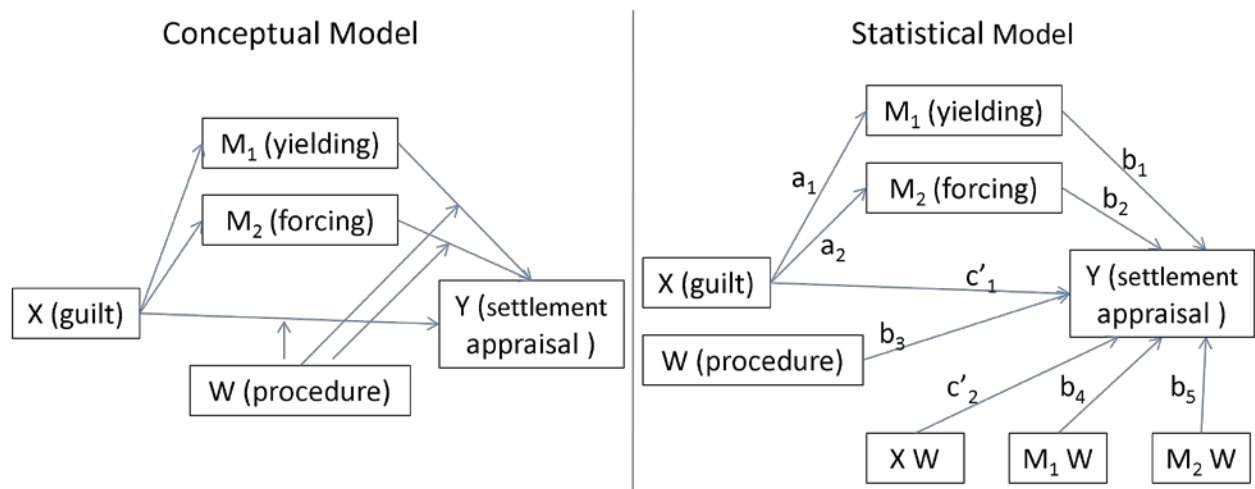 Conceptual Model
M₁ (yielding)
M₂ (forcing)
X (guilt)
Y (settlement
appraisal )
W (procedure)
Statistical Model
M₁ (yielding)
b₁
a₁
M₂ (forcing)
b₂
a₂
X (guilt)
c'₁
Y (settlement
appraisal )
b₃
W (procedure)
c'₂
b₄
b₅
X W
M₁ W
M₂ W